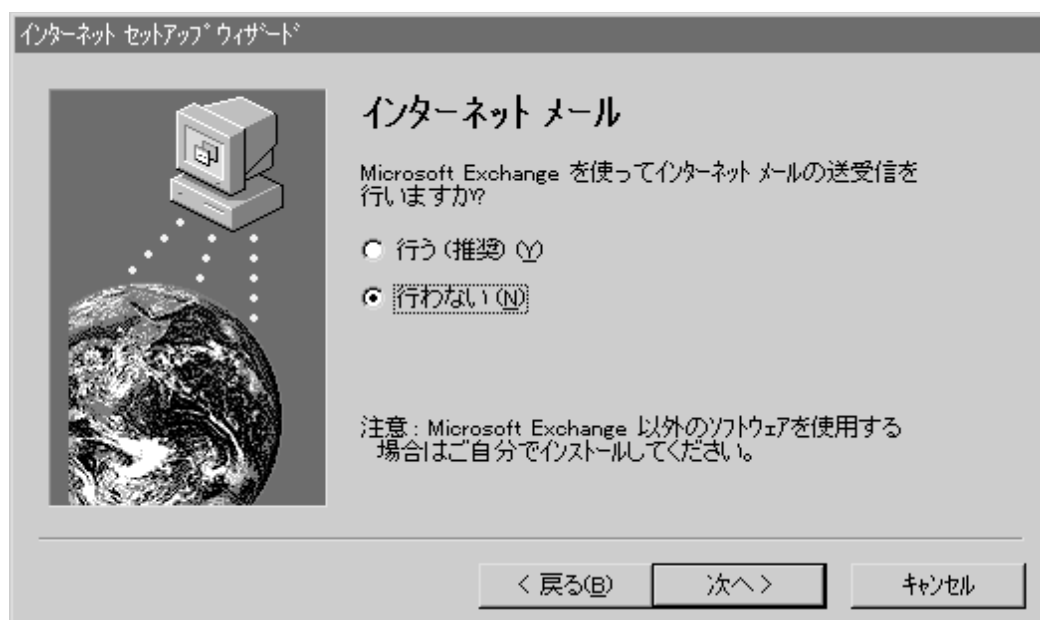 インターネット セットアップ ウィザード
インターネット メール
Microsoft Exchange を使ってインターネット メールの送受信を
行いますか?
行う (推奨) (Y)
行わない (N)
注意 : Microsoft Exchange 以外のソフトウェアを使用する
場合はご自分でインストールしてください。
< 戻る(B)
次へ >
キャンセル